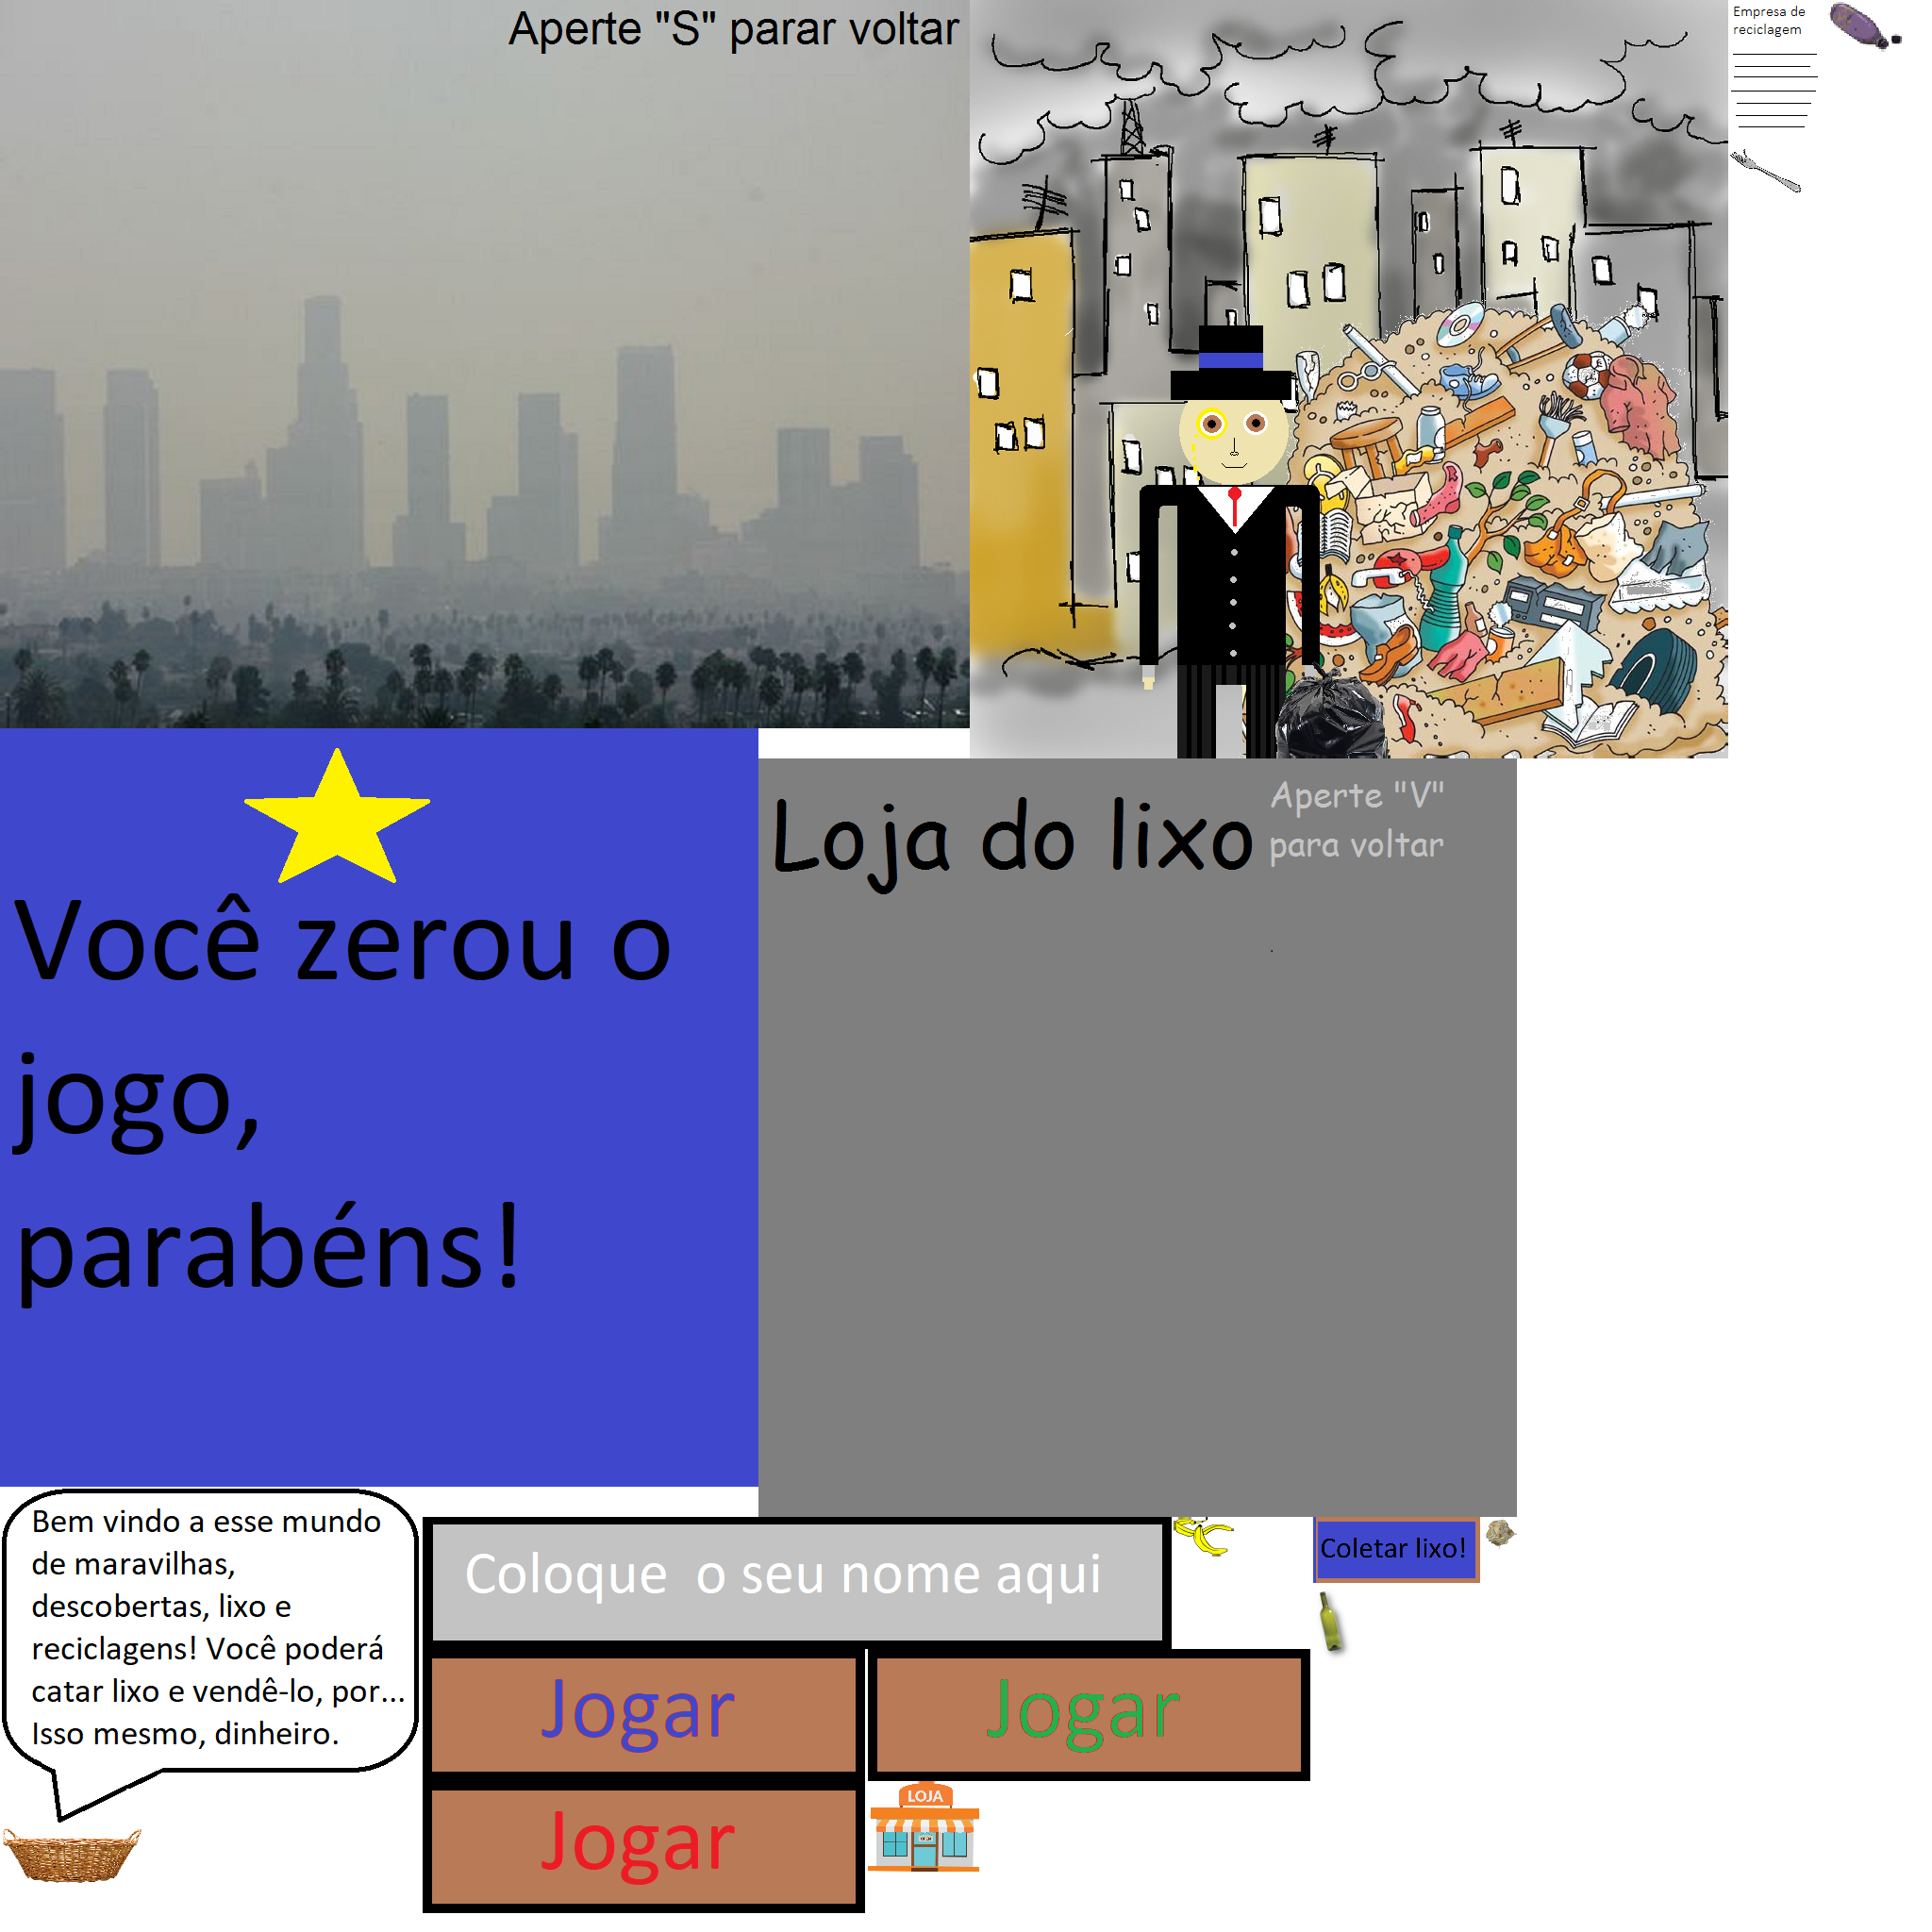 Aperte "S" parar voltar
Empresa de
reciclagem
Você zerou o
jogo,
parabéns!
Loja do lixo
Aperte "V"
para voltar
Bem vindo a esse mundo
de maravilhas,
descobertas, lixo e
reciclagens! Você poderá
catar lixo e vendê-lo, por...
Isso mesmo, dinheiro.
Coloque  o seu nome aqui
Coletar lixo!
Jogar
Jogar
Jogar
LOJA